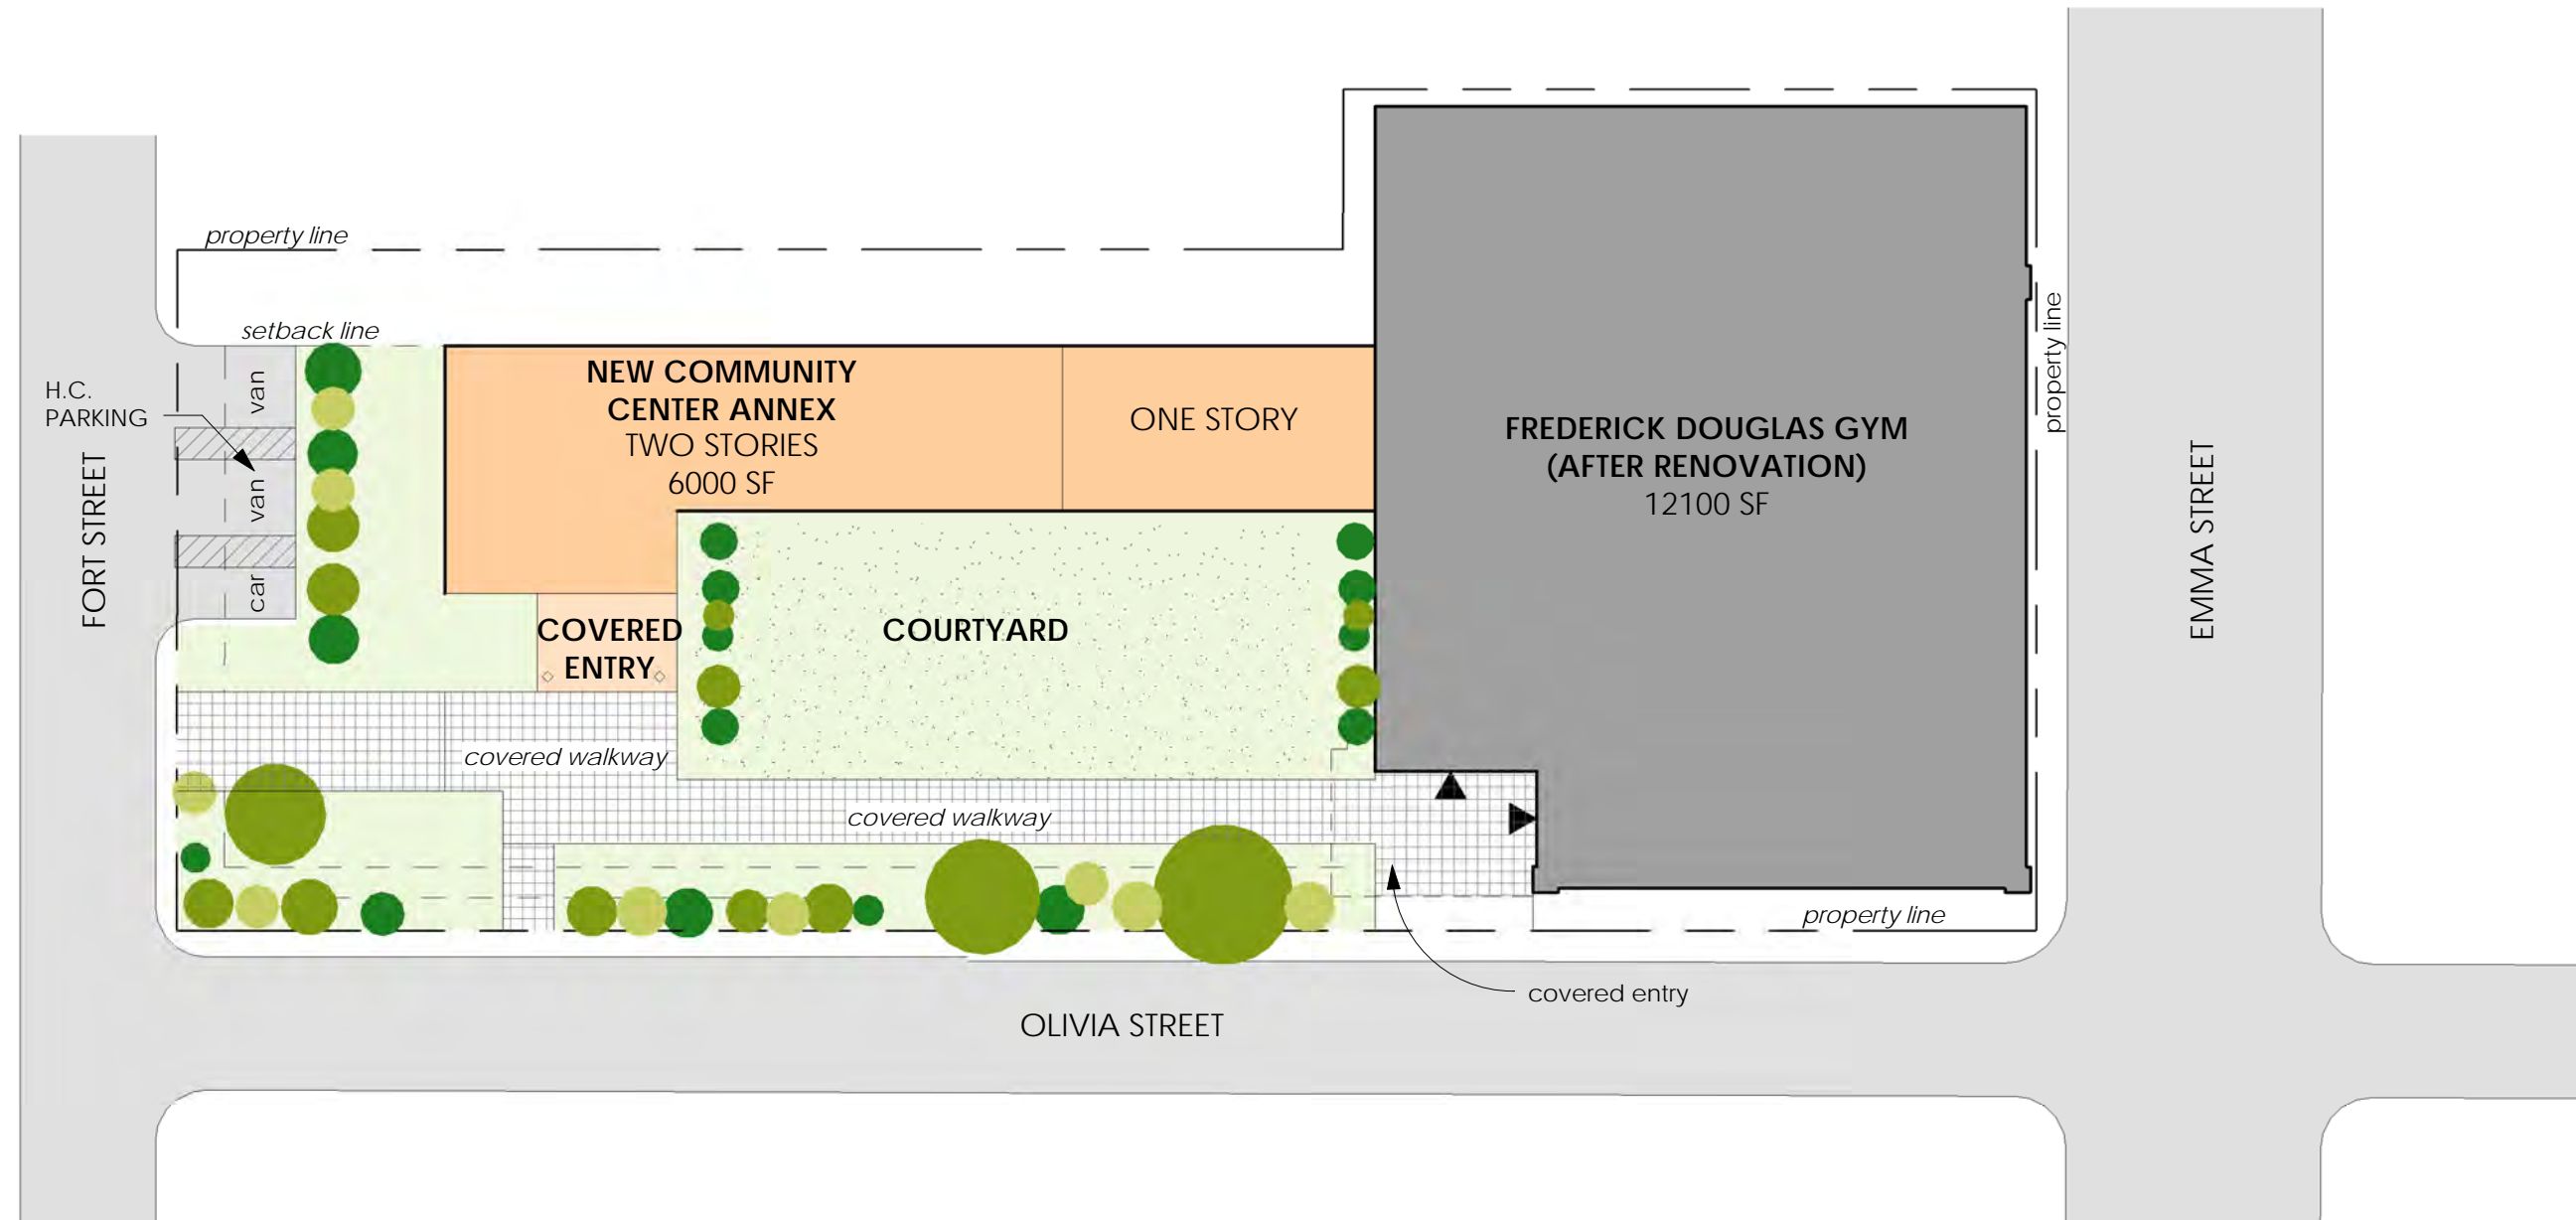 property line
setback line
H.C.
PARKING
van
van
car
FORT STREET
NEW COMMUNITY
CENTER ANNEX
TWO STORIES
6000 SF
ONE STORY
FREDERICK DOUGLAS GYM
(AFTER RENOVATION)
12100 SF
property line
EMMA STREET
COVERED
ENTRY
COURTYARD
covered walkway
covered walkway
property line
covered entry
OLIVIA STREET